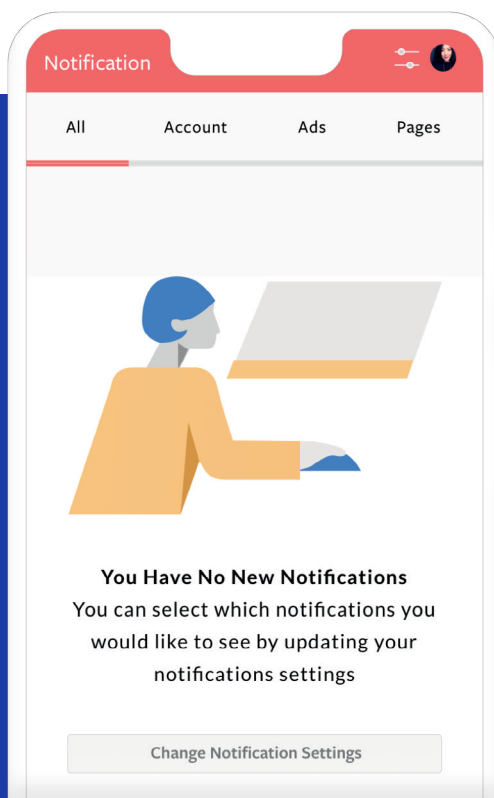 Notification
All Account Ads Pages
You Have No New Notifications
You can select which notifications you
would like to see by updating your
notifications settings
Change Notification Settings